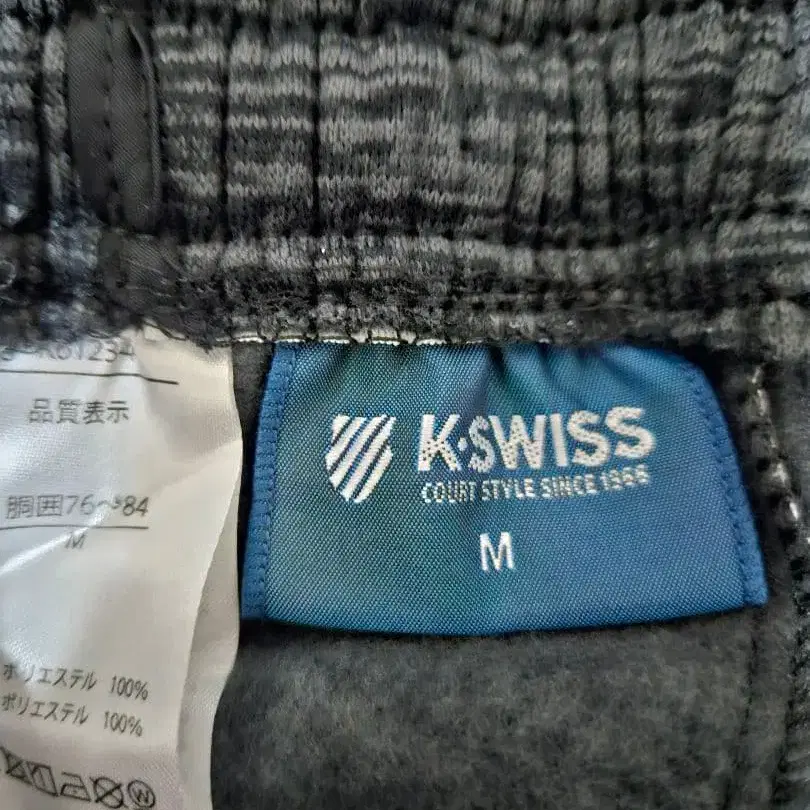 品質表示
胴囲76~84
M
ポリエステル 100%
ポリエステル 100%
W
K·SWISS
COURT STYLE SINCE 1966
M